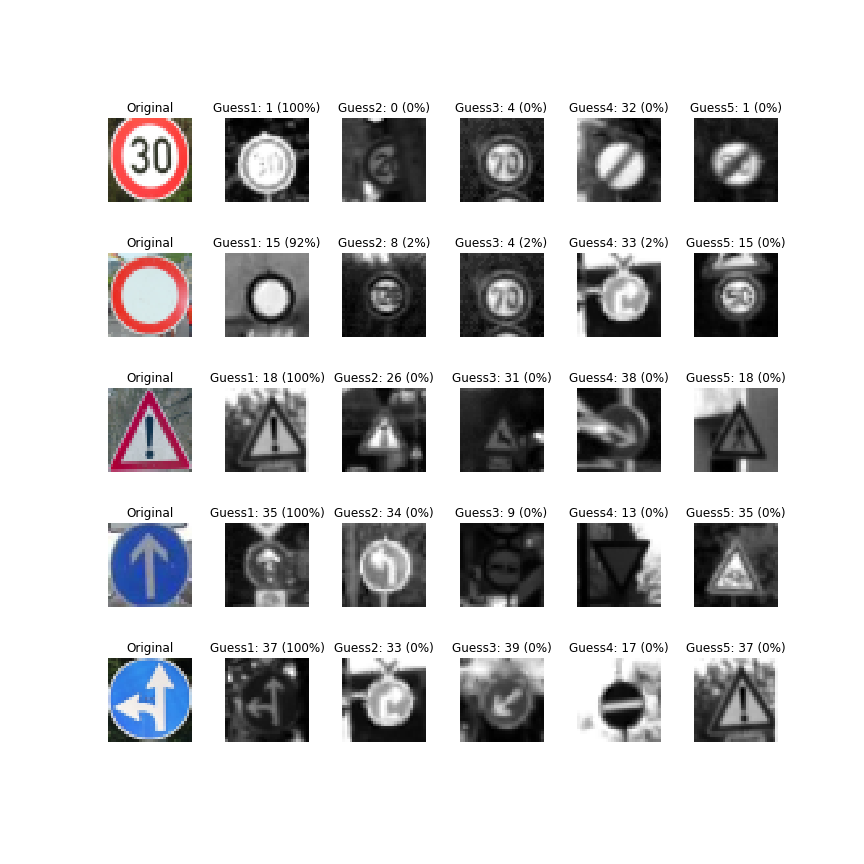 Original Guess1: 1 (100%) Guess2: 0 (0%) Guess3: 4 (0%) Guess4: 32 (0%) Guess5: 1 (0%)
30 30 70
Original Guess1: 15 (92%) Guess2: 8 (2%) Guess3: 4 (2%) Guess4: 33 (2%) Guess5: 15 (0%)
70 50
Original Guess1: 18 (100%) Guess2: 26 (0%) Guess3: 31 (0%) Guess4: 38 (0%) Guess5: 18 (0%)
Original Guess1: 35 (100%) Guess2: 34 (0%) Guess3: 9 (0%) Guess4: 13 (0%) Guess5: 35 (0%)
Original Guess1: 37 (100%) Guess2: 33 (0%) Guess3: 39 (0%) Guess4: 17 (0%) Guess5: 37 (0%)